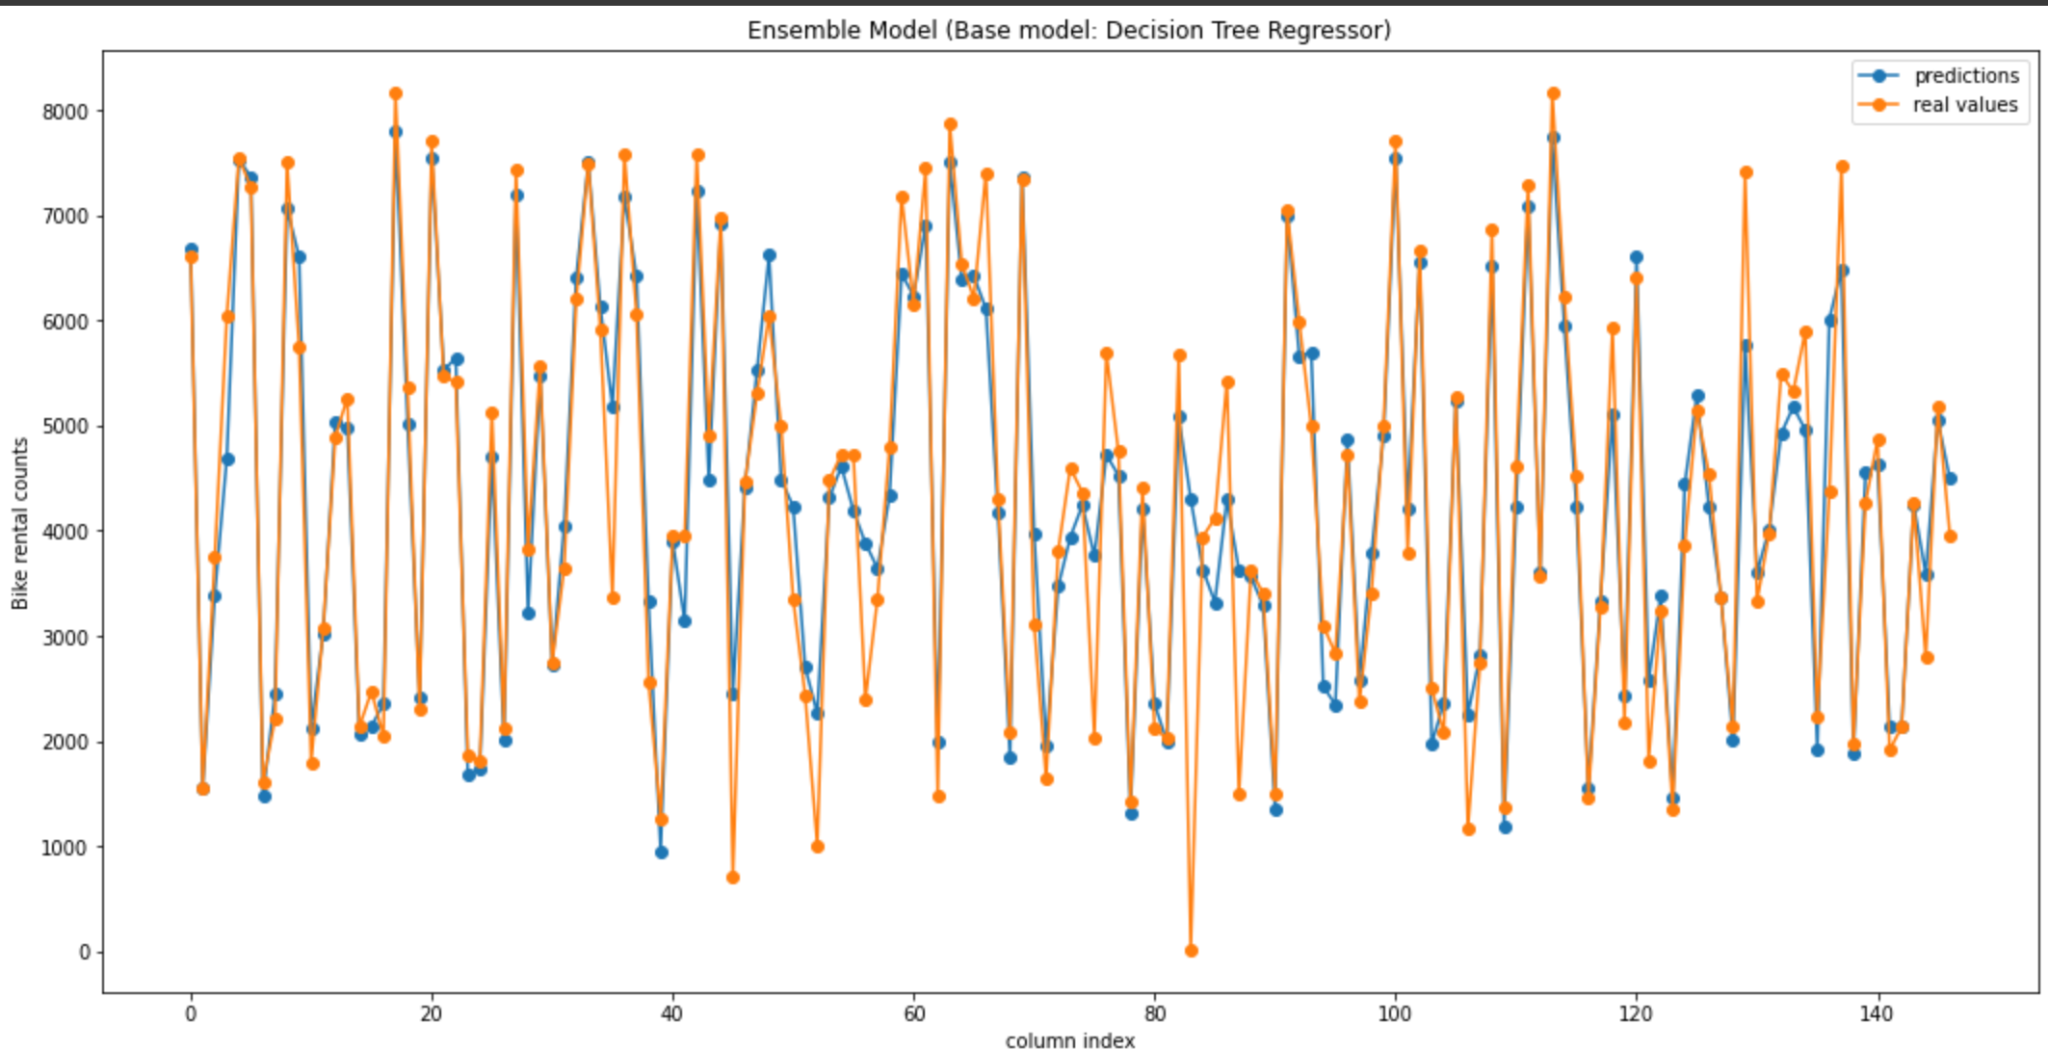 Ensemble Model (Base model: Decision Tree Regressor)
predictions
real values
8000
7000
6000
5000
4000
3000
2000
1000
0
Bike rental counts
0 20 40 60 80 100 120 140
column index